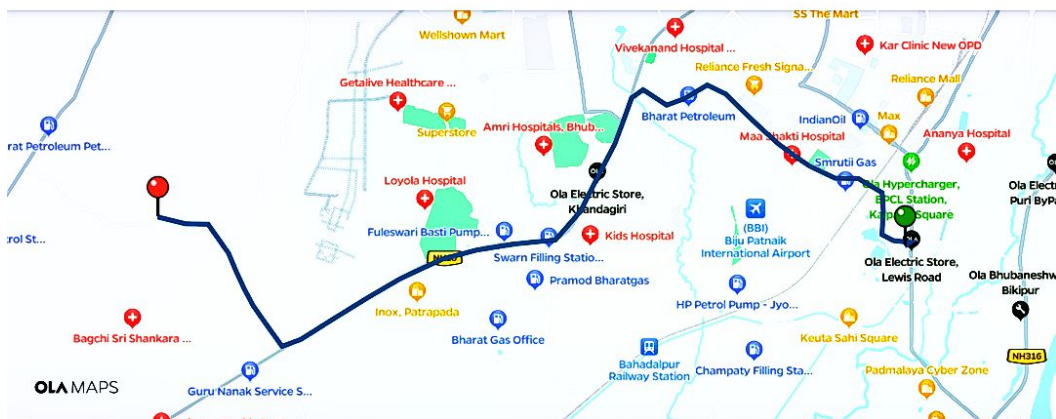 SS The Mart
Wellshown Mart
Vivekanand Hospital ...
Kar Clinic New OPD
Getalive Healthcare ...
Reliance Fresh Signa...
Reliance Mall
Superstore
Bharat Petroleum
IndianOil
Max
rat Petroleum Pet...
Amri Hospitals, Bhub...
Maa Shakti Hospital
Ananya Hospital
Smrutii Gas
Loyola Hospital
Ola Electric Store,
Khandagiri
Ola Hypercharger,
BPCL Station,
Square
Ola Electr
Puri ByP
Fuleswari Basti Pump...
Kids Hospital
(BBI)
Biju Patnaik
International Airport
rol St...
Swarn Filling Statio...
Ola Electric Store,
Lewis Road
Pramod Bharatgas
HP Petrol Pump - Jyo...
Ola Bhubaneshw
Bikipur
Inox, Patrapada
Bagchi Sri Shankara ...
Bharat Gas Office
Keuta Sahi Square
Bahadalpur
Railway Station
Champaty Filling Sta...
NH316
Guru Nanak Service S...
Padmalaya Cyber Zone
OLA MAPS